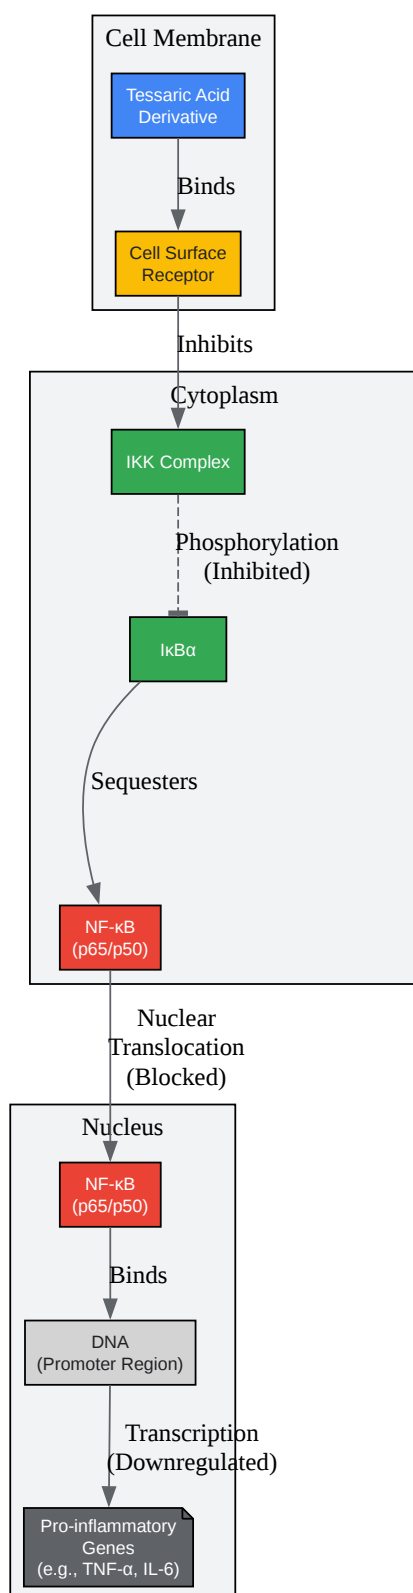 Cell Membrane
Tessaric Acid
Derivative
Binds
Cell Surface
Receptor
Inhibits
Cytoplasm
IKK Complex
Phosphorylation
(Inhibited)
IκBα
Sequesters
NF-κB
(p65/p50)
Nuclear
Translocation
(Blocked)
Nucleus
NF-κB
(p65/p50)
Binds
DNA
(Promoter Region)
Transcription
(Downregulated)
Pro-inflammatory
Genes
(e.g., TNF-α, IL-6)